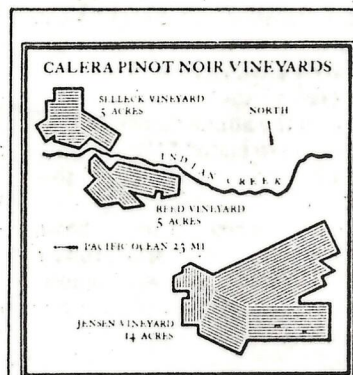 CALERA PINOT NOIR VINEYARDS
SELLECK VINEYARD
5 ACRES
NORTH
INDIAN CREEK
REED VINEYARD
5 ACRES
PACIFIC OCEAN 25 MI
JENSEN VINEYARD
14 ACRES